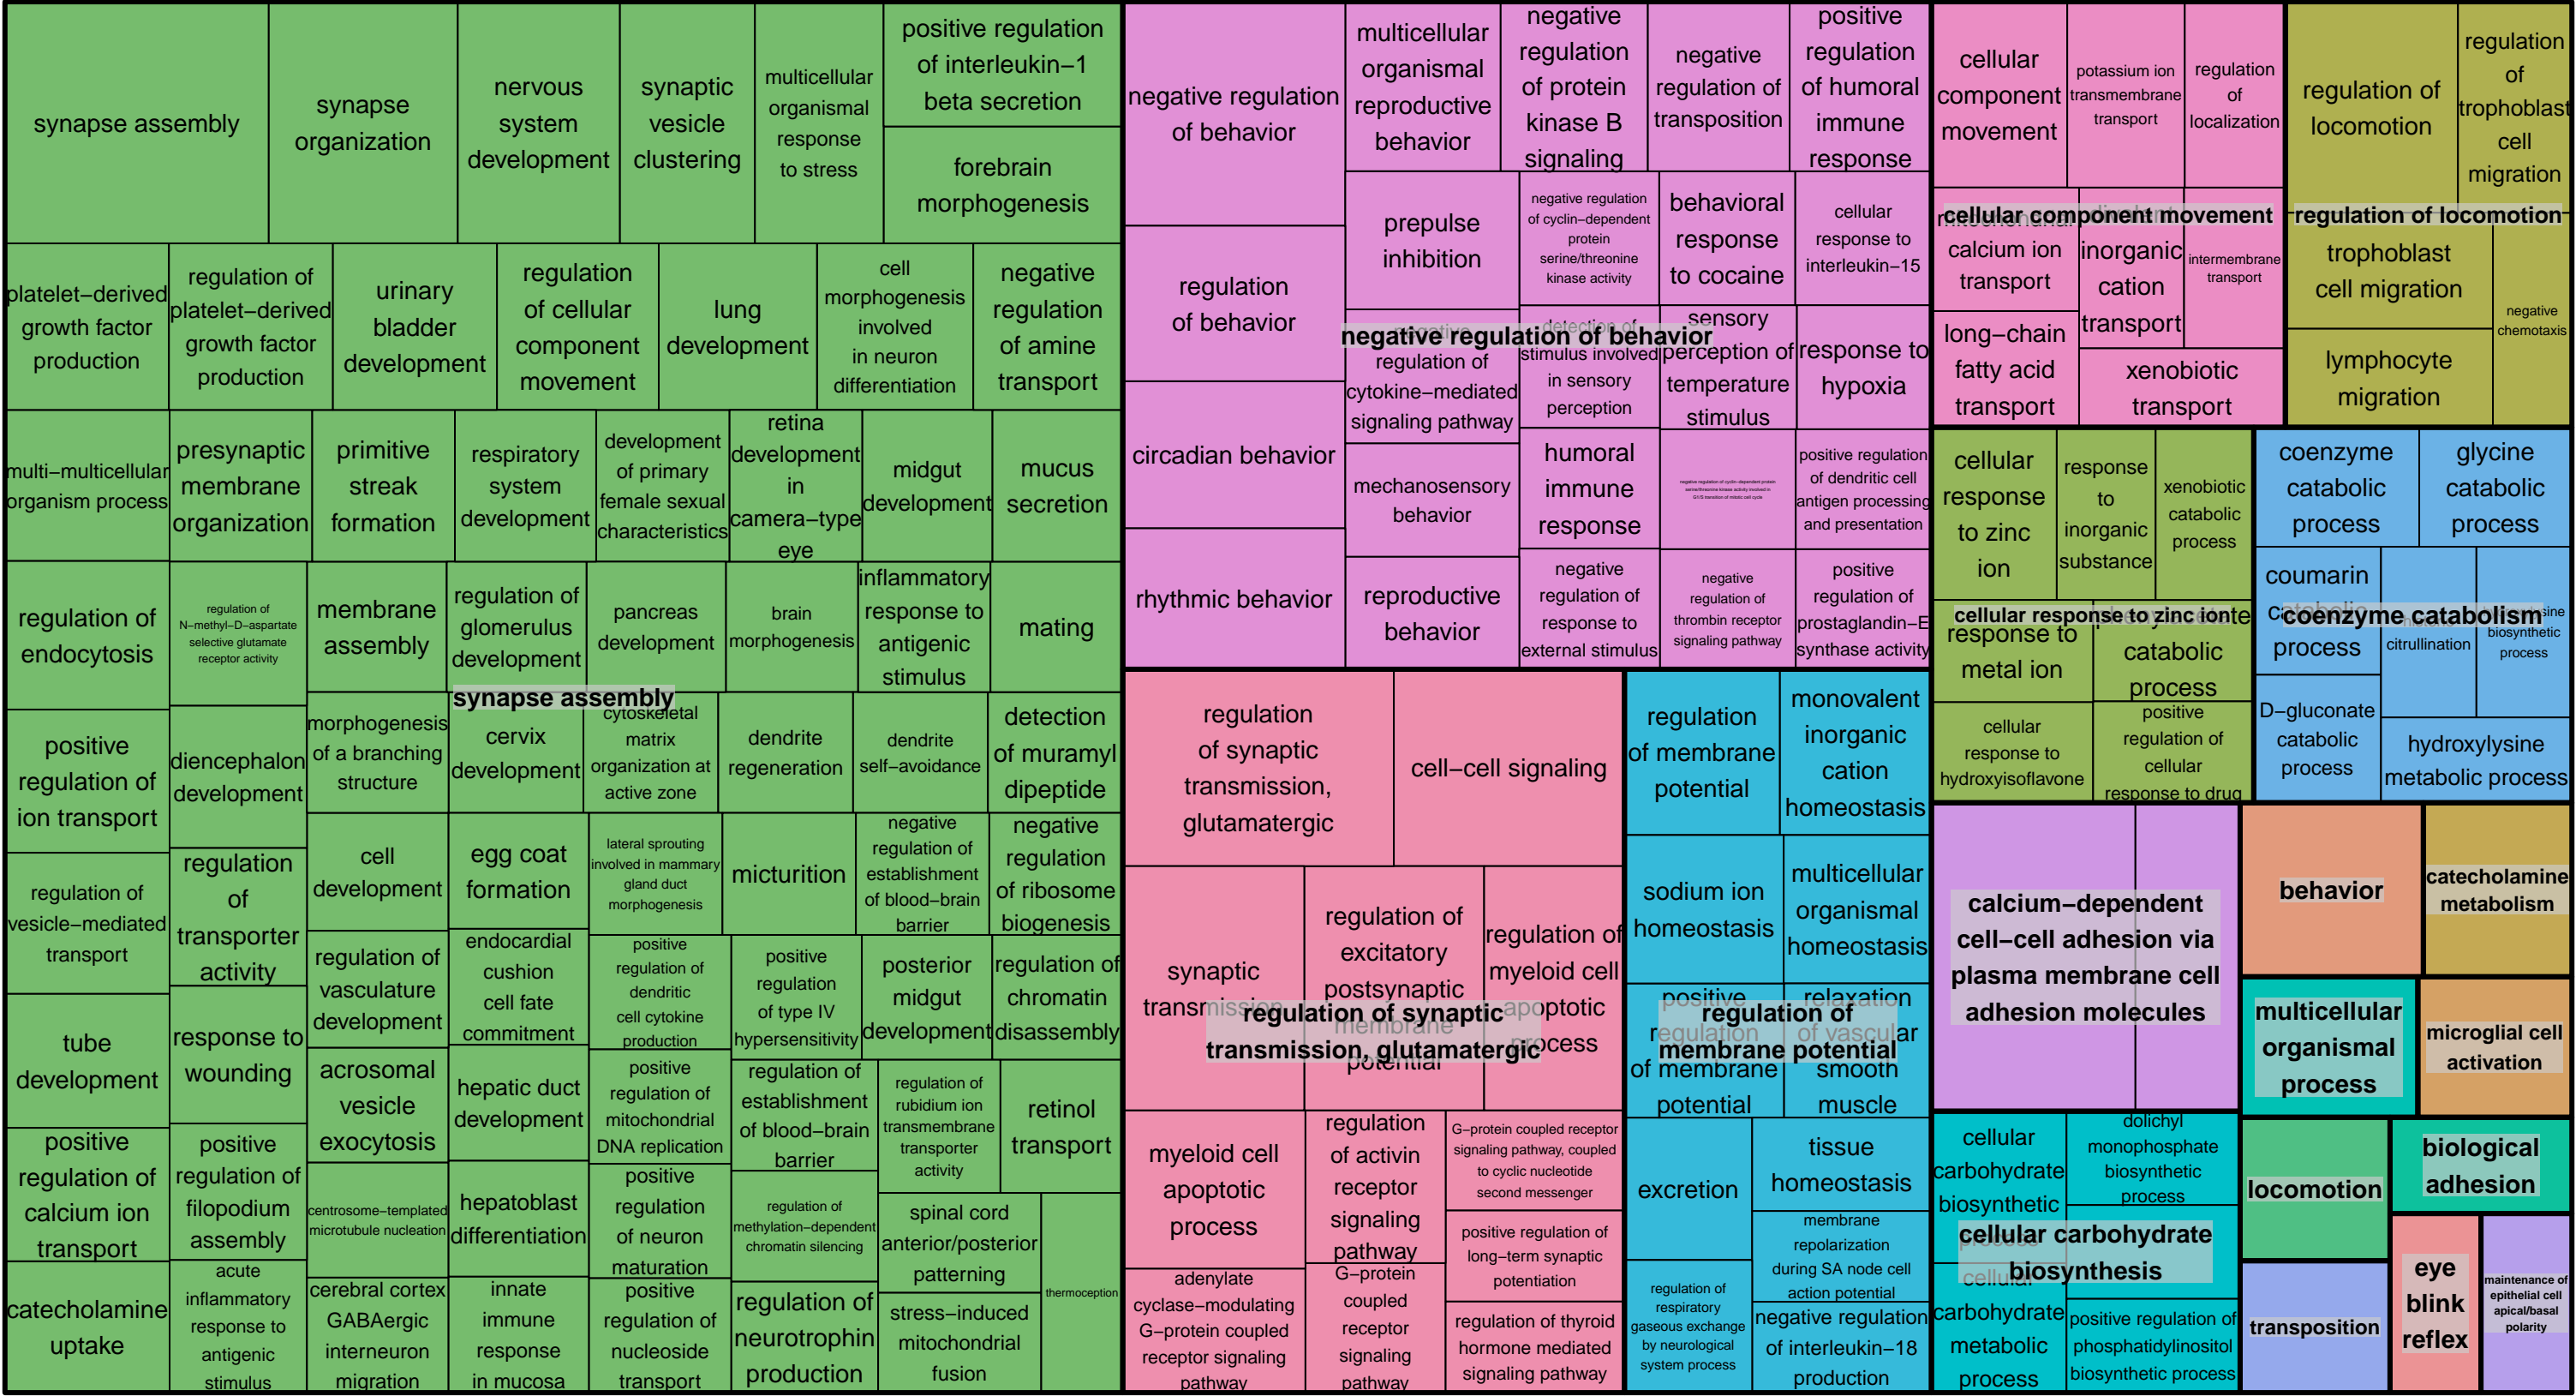 synapse assembly
synapse
organization
nervous
system
development
synaptic
vesicle
clustering
multicellular
organismal
response
to stress
positive regulation
of interleukin−1
beta secretion
forebrain
morphogenesis
platelet−derived
growth factor
production
regulation of
platelet−derived
growth factor
production
urinary
bladder
development
regulation
of cellular
component
movement
lung
development
cell
morphogenesis
involved
in neuron
differentiation
negative
regulation
of amine
transport
multi−multicellular
organism process
presynaptic
membrane
organization
primitive
streak
formation
respiratory
system
development
development
of primary
female sexual
characteristics
retina
development
in
camera−type
eye
midgut
development
mucus
secretion
regulation of
endocytosis
regulation of
N−methyl−D−aspartate
selective glutamate
receptor activity
membrane
assembly
regulation of
glomerulus
development
pancreas
development
brain
morphogenesis
inflammatory
response to
antigenic
stimulus
mating
synapse assembly
positive
regulation of
ion transport
diencephalon
development
morphogenesis
of a branching
structure
cervix
development
cytoskeletal
matrix
organization at
active zone
dendrite
regeneration
dendrite
self−avoidance
detection
of muramyl
dipeptide
regulation of
vesicle−mediated
transport
regulation
of
transporter
activity
cell
development
egg coat
formation
lateral sprouting
involved in mammary
gland duct
morphogenesis
micturition
negative
regulation of
establishment
of blood−brain
barrier
negative
regulation
of ribosome
biogenesis
tube
development
response to
wounding
regulation of
vasculature
development
endocardial
cushion
cell fate
commitment
positive
regulation of
dendritic
cell cytokine
production
positive
regulation
of type IV
hypersensitivity
posterior
midgut
development
regulation of
chromatin
disassembly
acrosomal
vesicle
exocytosis
hepatic duct
development
positive
regulation of
mitochondrial
DNA replication
regulation of
establishment
of blood−brain
barrier
regulation of
rubidium ion
transmembrane
transporter
activity
retinol
transport
positive
regulation of
calcium ion
transport
positive
regulation of
filopodium
assembly
centrosome−templated
microtubule nucleation
hepatoblast
differentiation
positive
regulation
of neuron
maturation
regulation of
methylation−dependent
chromatin silencing
spinal cord
anterior/posterior
patterning
thermoception
catecholamine
uptake
acute
inflammatory
response to
antigenic
stimulus
cerebral cortex
GABAergic
interneuron
migration
innate
immune
response
in mucosa
positive
regulation of
nucleoside
transport
regulation of
neurotrophin
production
stress−induced
mitochondrial
fusion
negative regulation
of behavior
multicellular
organismal
reproductive
behavior
negative
regulation
of protein
kinase B
signaling
negative
regulation of
transposition
positive
regulation
of humoral
immune
response
regulation
of behavior
prepulse
inhibition
negative regulation
of cyclin−dependent
protein
serine/threonine
kinase activity
behavioral
response
to cocaine
cellular
response to
interleukin−15
negative regulation of behavior
negative
regulation of
cytokine−mediated
signaling pathway
detection of
stimulus involved
in sensory
perception
sensory
perception of
temperature
stimulus
response to
hypoxia
circadian behavior
mechanosensory
behavior
humoral
immune
response
negative regulation of cyclin−dependent protein
serine/threonine kinase activity involved in
G1/S transition of mitotic cell cycle
positive regulation
of dendritic cell
antigen processing
and presentation
rhythmic behavior
reproductive
behavior
negative
regulation of
response to
external stimulus
negative
regulation of
thrombin receptor
signaling pathway
positive
regulation of
prostaglandin−E
synthase activity
regulation
of synaptic
transmission,
glutamatergic
cell−cell signaling
synaptic
transmission
regulation of
excitatory
postsynaptic
membrane
potential
regulation of
myeloid cell
apoptotic
process
regulation of synaptic
transmission, glutamatergic
myeloid cell
apoptotic
process
regulation
of activin
receptor
signaling
pathway
G−protein coupled receptor
signaling pathway, coupled
to cyclic nucleotide
second messenger
positive regulation of
long−term synaptic
potentiation
adenylate
cyclase−modulating
G−protein coupled
receptor signaling
pathway
G−protein
coupled
receptor
signaling
pathway
regulation of thyroid
hormone mediated
signaling pathway
regulation
of membrane
potential
monovalent
inorganic
cation
homeostasis
sodium ion
homeostasis
multicellular
organismal
homeostasis
positive
regulation
of membrane
potential
relaxation
of vascular
smooth
muscle
regulation of
membrane potential
excretion
tissue
homeostasis
membrane
repolarization
during SA node cell
action potential
regulation of
respiratory
gaseous exchange
by neurological
system process
negative regulation
of interleukin−18
production
cellular
component
movement
potassium ion
transmembrane
transport
regulation
of
localization
cellular component movement
mitochondrial
calcium ion
transport
divalent
inorganic
cation
transport
intermembrane
transport
long−chain
fatty acid
transport
xenobiotic
transport
regulation of
locomotion
regulation
of
trophoblast
cell
migration
regulation of locomotion
trophoblast
cell migration
negative
chemotaxis
lymphocyte
migration
cellular
response
to zinc
ion
response
to
inorganic
substance
xenobiotic
catabolic
process
cellular response to zinc ion
response to
metal ion
catabolic
process
cellular
response to
hydroxyisoflavone
positive
regulation of
cellular
response to drug
coenzyme
catabolic
process
glycine
catabolic
process
coenzyme catabolism
coumarin
catabolic
process
citrullination
biosynthetic
process
D−gluconate
catabolic
process
hydroxylysine
metabolic process
calcium−dependent
cell−cell adhesion via
plasma membrane cell
adhesion molecules
behavior
catecholamine
metabolism
multicellular
organismal
process
microglial cell
activation
cellular
carbohydrate
biosynthetic
process
dolichyl
monophosphate
biosynthetic
process
cellular carbohydrate
biosynthesis
cellular
carbohydrate
metabolic
process
positive regulation of
phosphatidylinositol
biosynthetic process
locomotion
biological
adhesion
transposition
eye
blink
reflex
maintenance of
epithelial cell
apical/basal
polarity